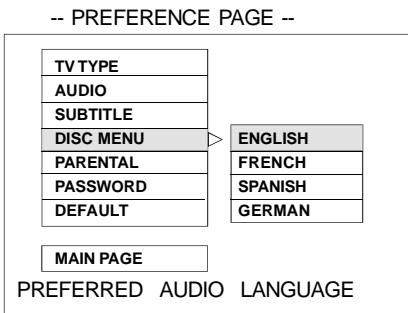 -- PREFERENCE PAGE --
TV TYPE
AUDIO
SUBTITLE
DISC MENU
PARENTAL
PASSWORD
DEFAULT
ENGLISH
FRENCH
SPANISH
GERMAN
MAIN PAGE
PREFERRED AUDIO LANGUAGE